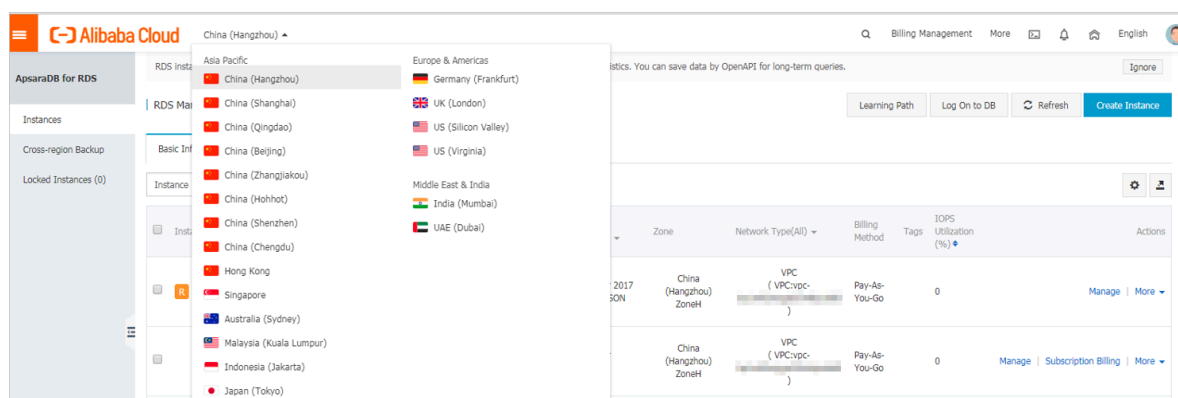 Alibaba Cloud
China (Hangzhou)
Billing Management
More
English
ApsaraDB for RDS
Instances
Cross-region Backup
Locked Instances (0)
RDS insta
istics. You can save data by OpenAPI for long-term queries.
Ignore
RDS Mar
Learning Path
Log On to DB
Refresh
Create Instance
Basic Inf
Instance
Asia Pacific
China (Hangzhou)
China (Shanghai)
China (Qingdao)
China (Beijing)
China (Zhangjiakou)
China (Hohhot)
China (Shenzhen)
China (Chengdu)
Hong Kong
Singapore
Australia (Sydney)
Malaysia (Kuala Lumpur)
Indonesia (Jakarta)
Japan (Tokyo)
Europe & Americas
Germany (Frankfurt)
UK (London)
US (Silicon Valley)
US (Virginia)
Middle East & India
India (Mumbai)
UAE (Dubai)
Insta
Zone
Network Type(All)
Billing
Method
Tags
IOPS
Utilization
(%)
Actions
R
2017
SON
China
(Hangzhou)
ZoneH
VPC
( VPC:vpc-
)
Pay-As-
You-Go
0
Manage | More
China
(Hangzhou)
ZoneH
VPC
( VPC:vpc-
)
Pay-As-
You-Go
0
Manage | Subscription Billing | More